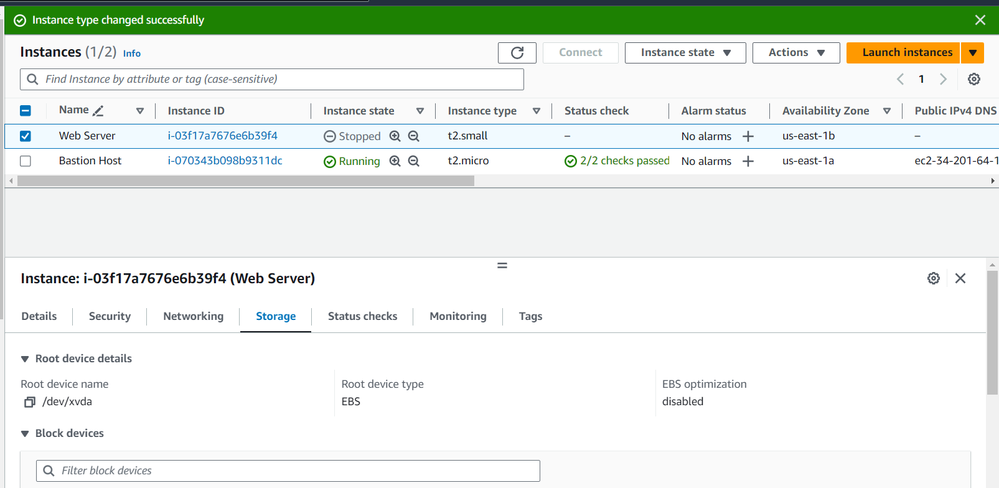 Instance type changed successfully
Instances (1/2) Info
Connect Instance state Actions Launch instances
Find Instance by attribute or tag (case-sensitive)
1
Name Instance ID Instance state Instance type Status check Alarm status Availability Zone Public IPv4 DNS
Web Server i-03f17a7676e6b39f4 Stopped t2.small – No alarms us-east-1b –
Bastion Host i-070343b098b9311dc Running t2.micro 2/2 checks passed No alarms us-east-1a ec2-34-201-64-1
Instance: i-03f17a7676e6b39f4 (Web Server)
Details Security Networking Storage Status checks Monitoring Tags
Root device details
Root device name Root device type EBS optimization
/dev/xvda EBS disabled
Block devices
Filter block devices